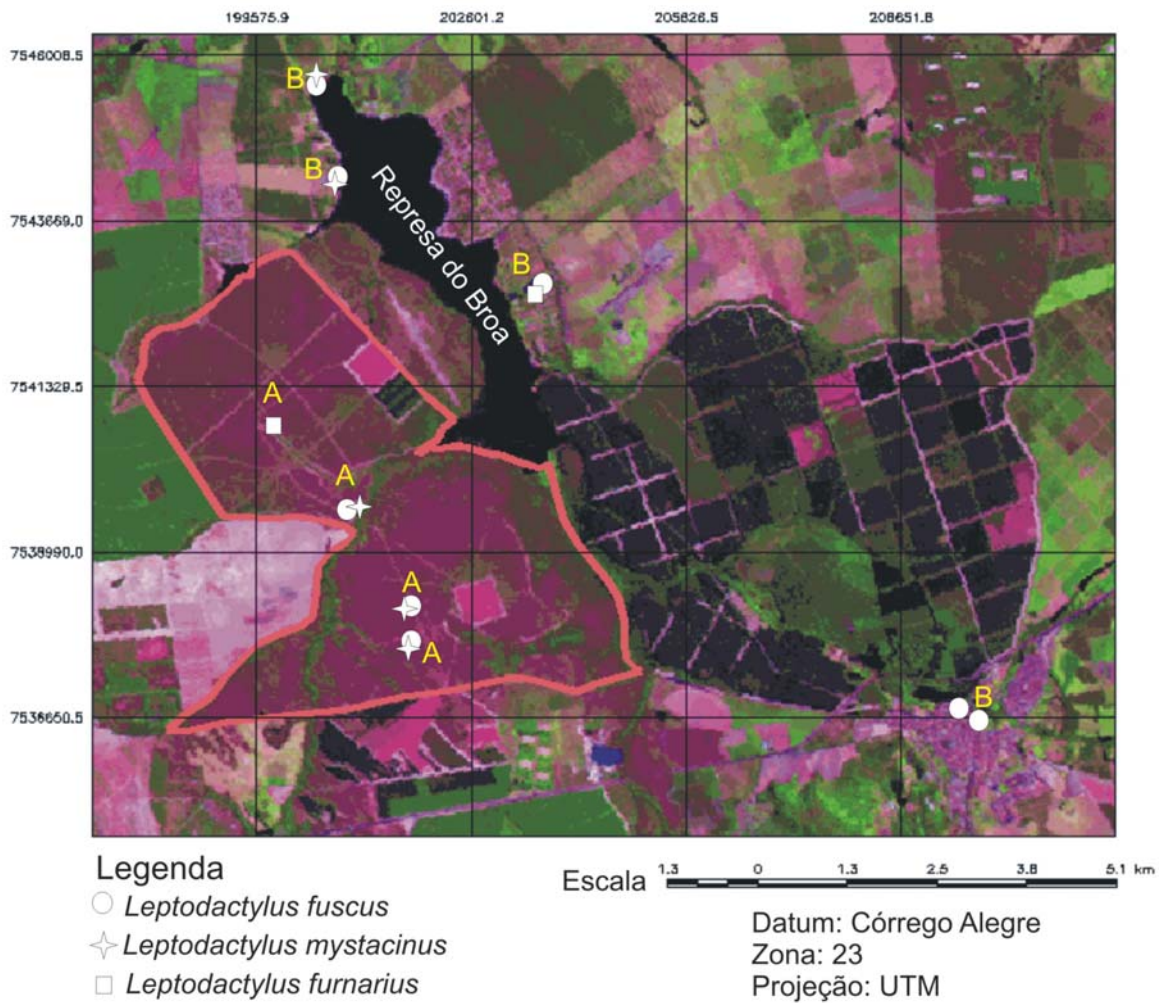 199575.9 202601.2 205826.5 208651.8
7546008.5
B
B
7543669.0
Represa do Broa
B
7541329.5
A
A
7538990.0
A
A
B
7536650.5
Legenda
Leptodactylus fuscus
Leptodactylus mystacinus
Leptodactylus furnarius
Escala 1.3 0 1.3 2.5 3.8 5.1 km
Datum: Córrego Alegre
Zona: 23
Projeção: UTM